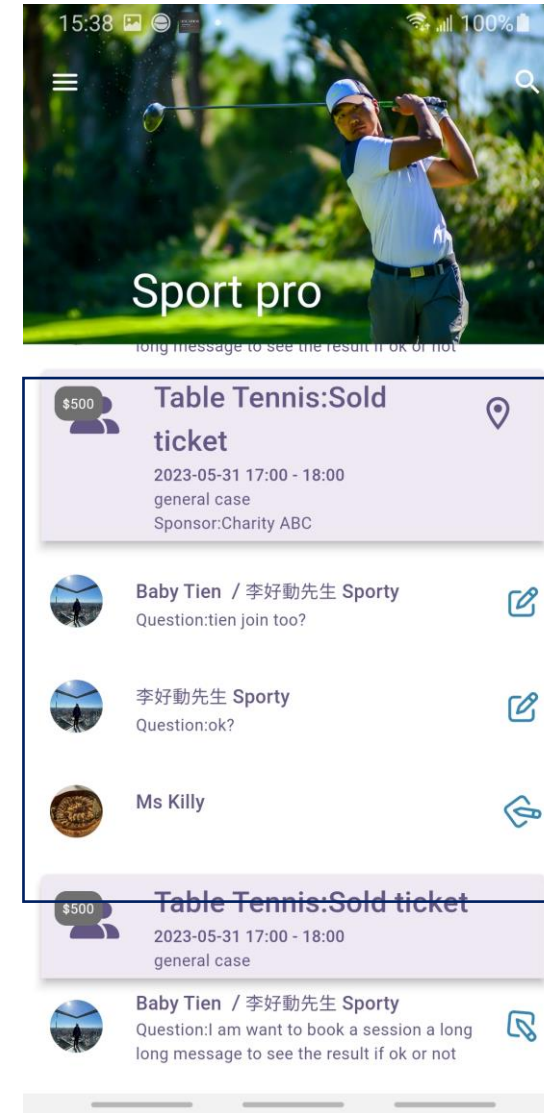 15:38
100%
Sport pro
long message to see the result if ok or not
$500
Table Tennis:Sold
ticket
2023-05-31 17:00 - 18:00
general case
Sponsor:Charity ABC
Baby Tien / 李好動先生 Sporty
Question:tien join too?
李好動先生 Sporty
Question:ok?
Ms Killy
$500
Table Tennis:Sold ticket
2023-05-31 17:00 - 18:00
general case
Baby Tien / 李好動先生 Sporty
Question:I am want to book a session a long
long message to see the result if ok or not